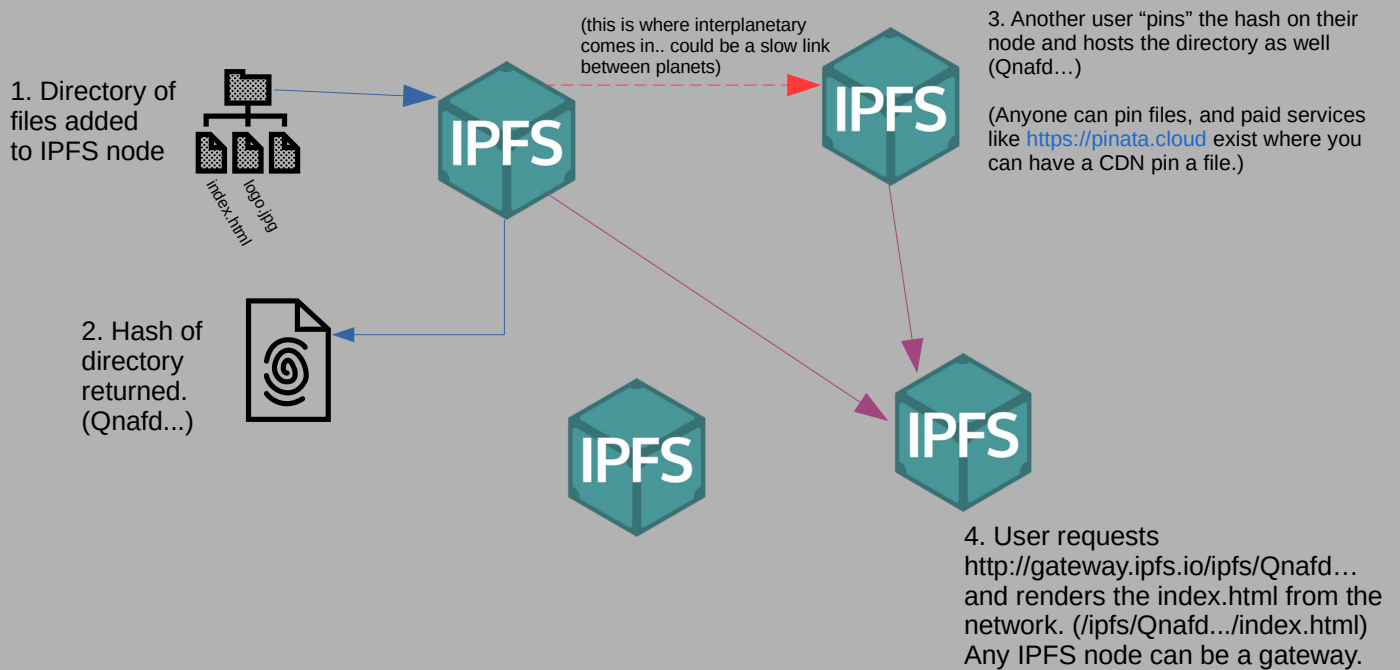 1. Directory of
files added
to IPFS node
index.html
logo.jpg
IPFS
(this is where interplanetary
comes in.. could be a slow link
between planets)
IPFS
3. Another user “pins” the hash on their
node and hosts the directory as well
(Qnafd…)
(Anyone can pin files, and paid services
like https://pinata.cloud exist where you
can have a CDN pin a file.)
2. Hash of
directory
returned.
(Qnafd...)
IPFS
IPFS
4. User requests
http://gateway.ipfs.io/ipfs/Qnafd…
and renders the index.html from the
network. (/ipfs/Qnafd.../index.html)
Any IPFS node can be a gateway.